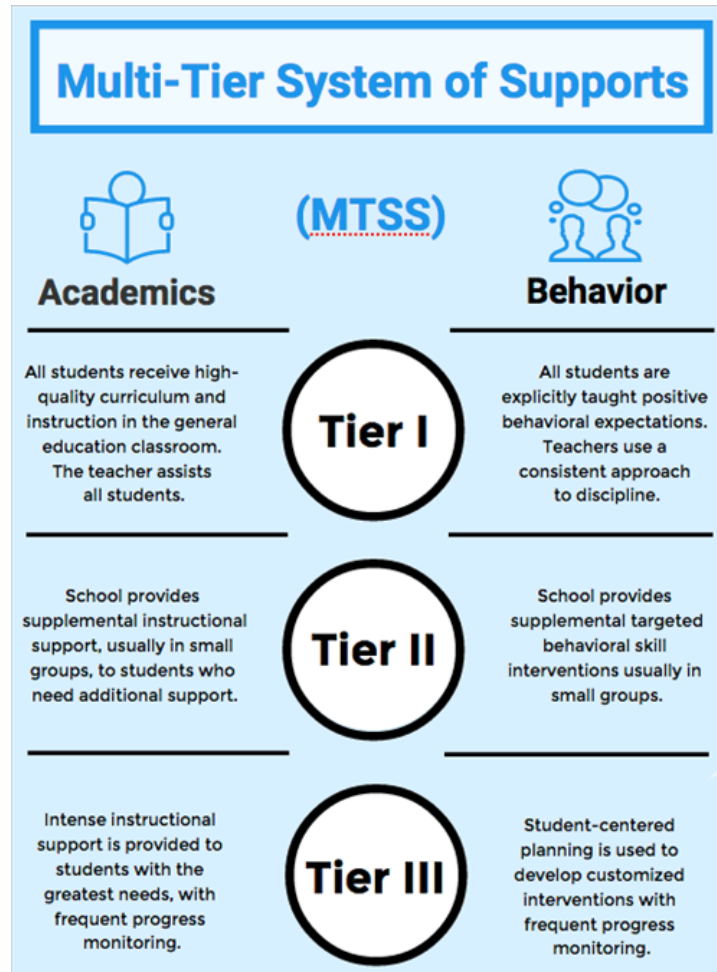 Multi-Tier System of Supports
(MTSS)
Academics
Behavior
All students receive high-
quality curriculum and
instruction in the general
education classroom.
The teacher assists
all students.
Tier I
All students are
explicitly taught positive
behavioral expectations.
Teachers use a
consistent approach
to discipline.
School provides
supplemental instructional
support, usually in small
groups, to students who
need additional support.
Tier II
School provides
supplemental targeted
behavioral skill
interventions usually in
small groups.
Intense instructional
support is provided to
students with the
greatest needs, with
frequent progress
monitoring.
Tier III
Student-centered
planning is used to
develop customized
interventions with
frequent progress
monitoring.